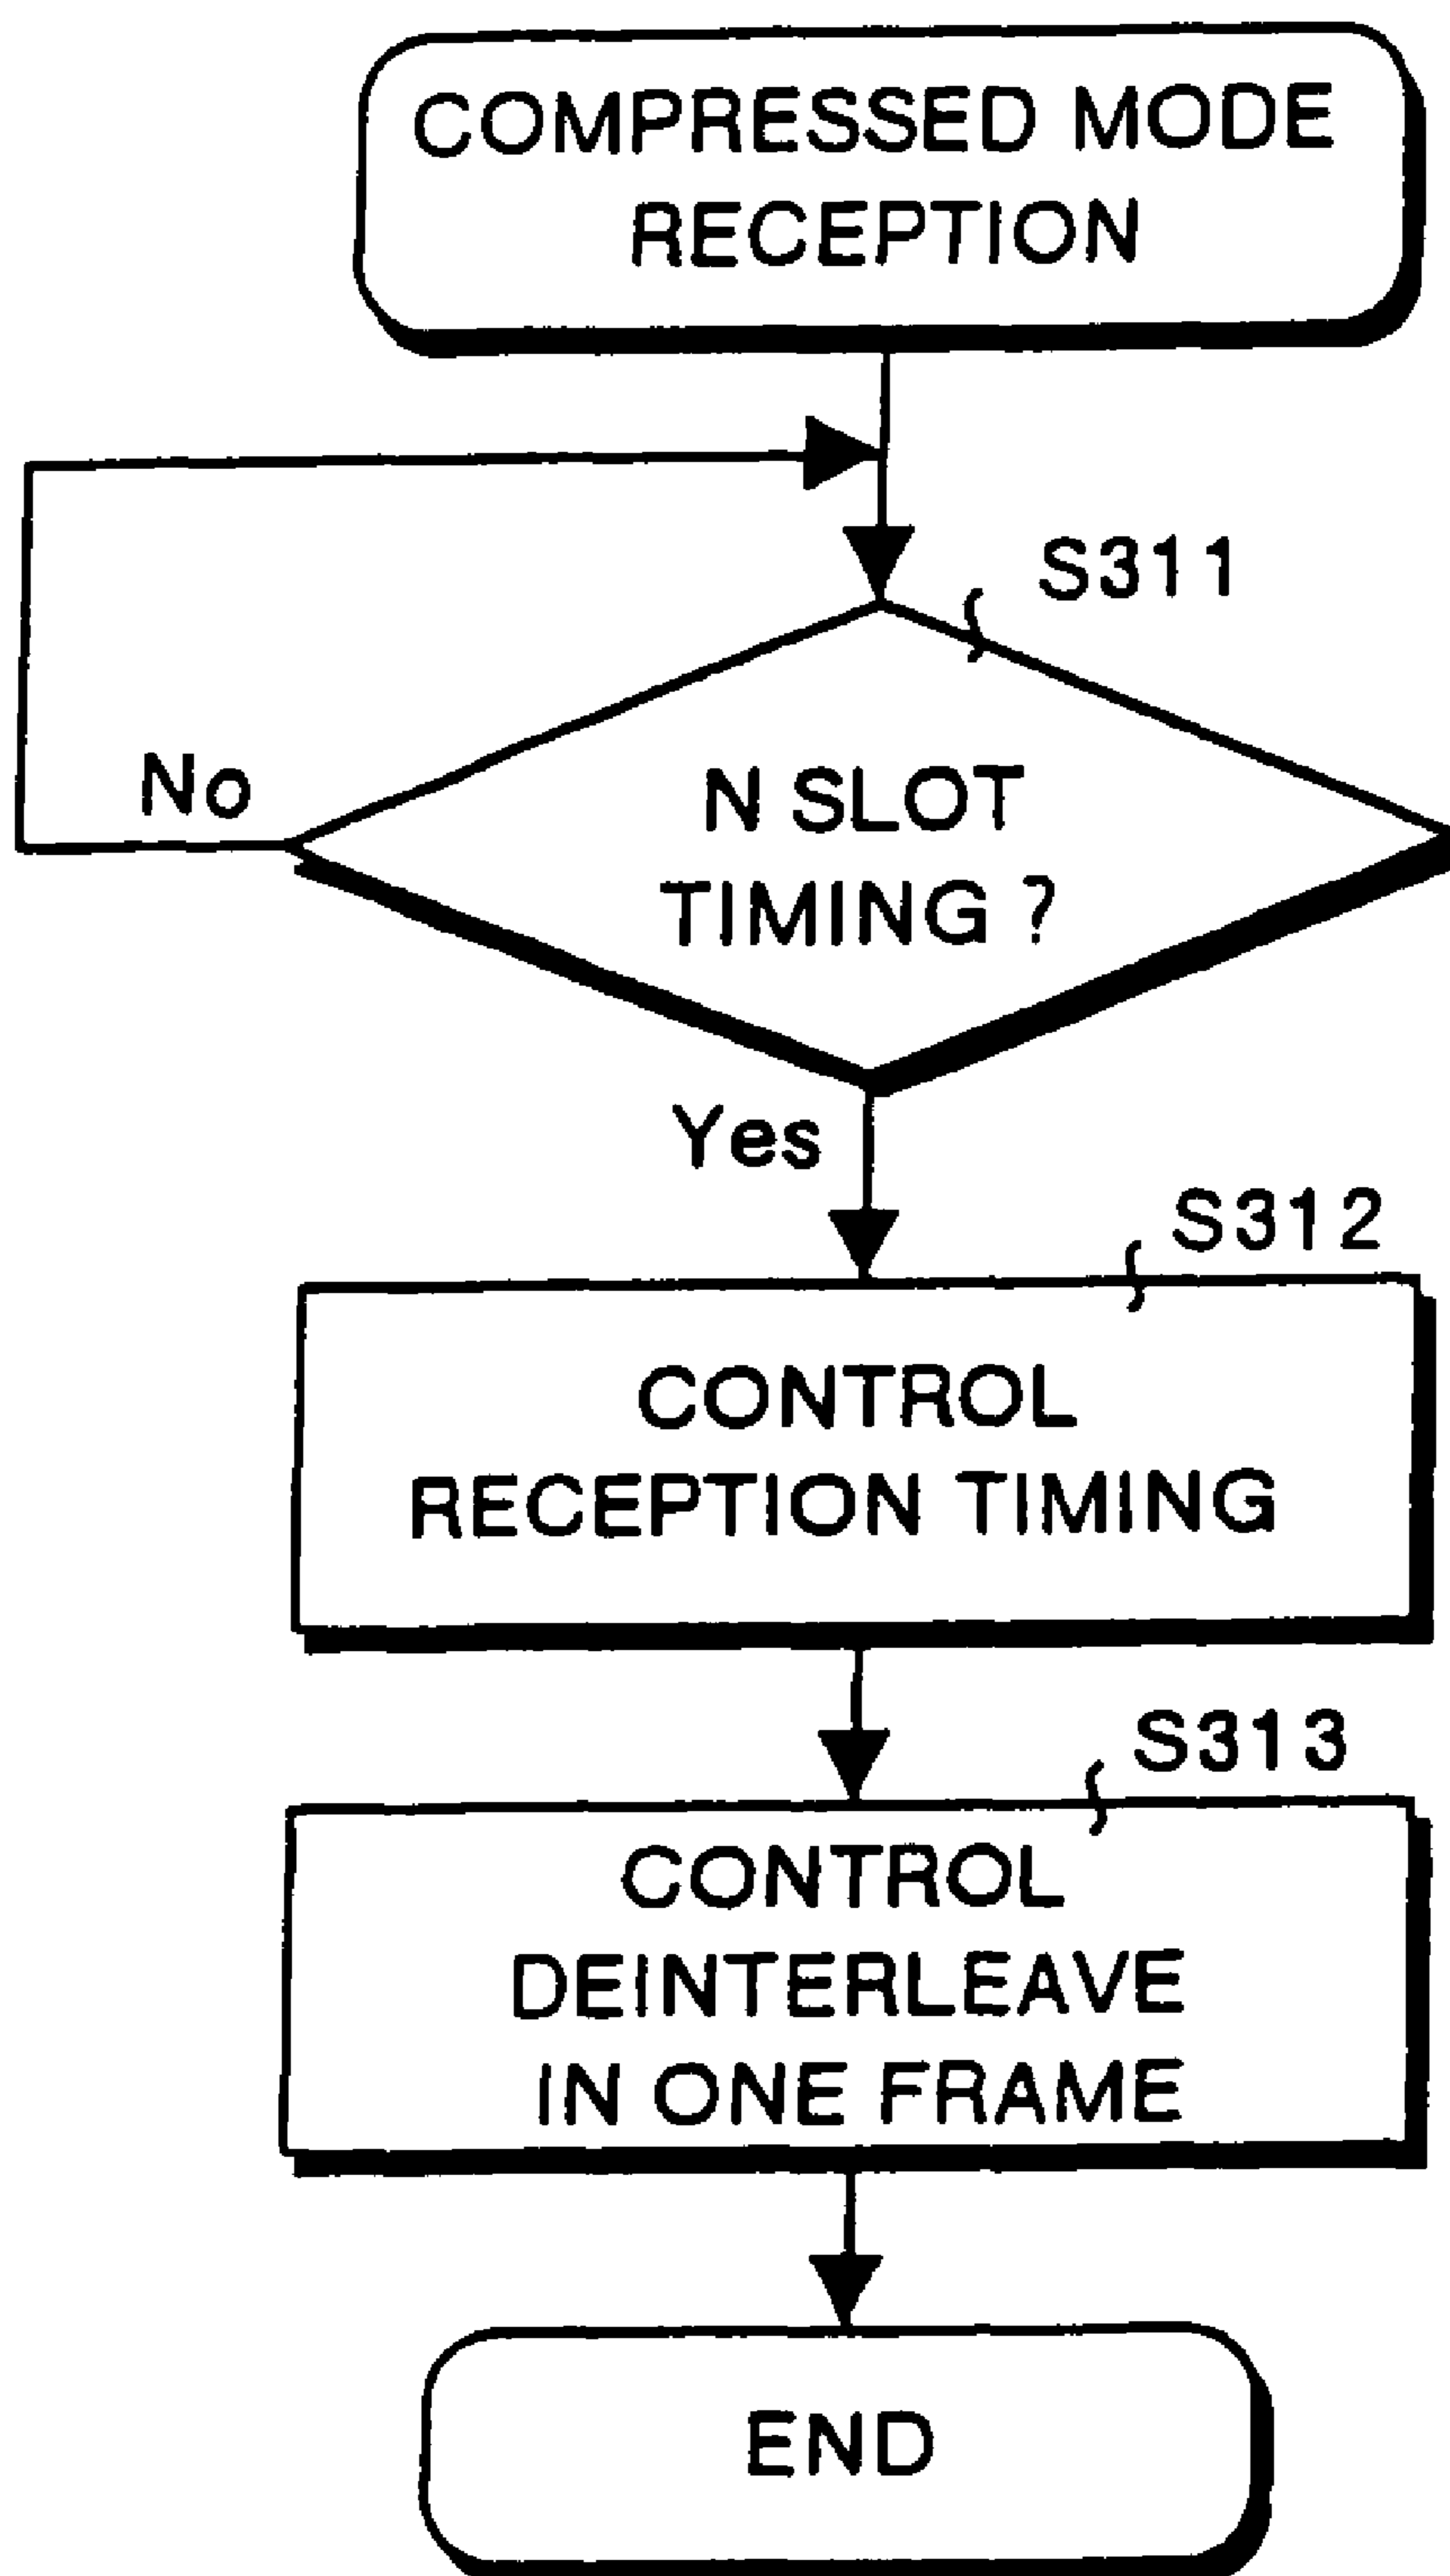 COMPRESSED MODE
RECEPTION
S311
No
N SLOT
TIMING ?
Yes
S312
CONTROL
RECEPTION TIMING
S313
CONTROL
DEINTERLEAVE
IN ONE FRAME
END